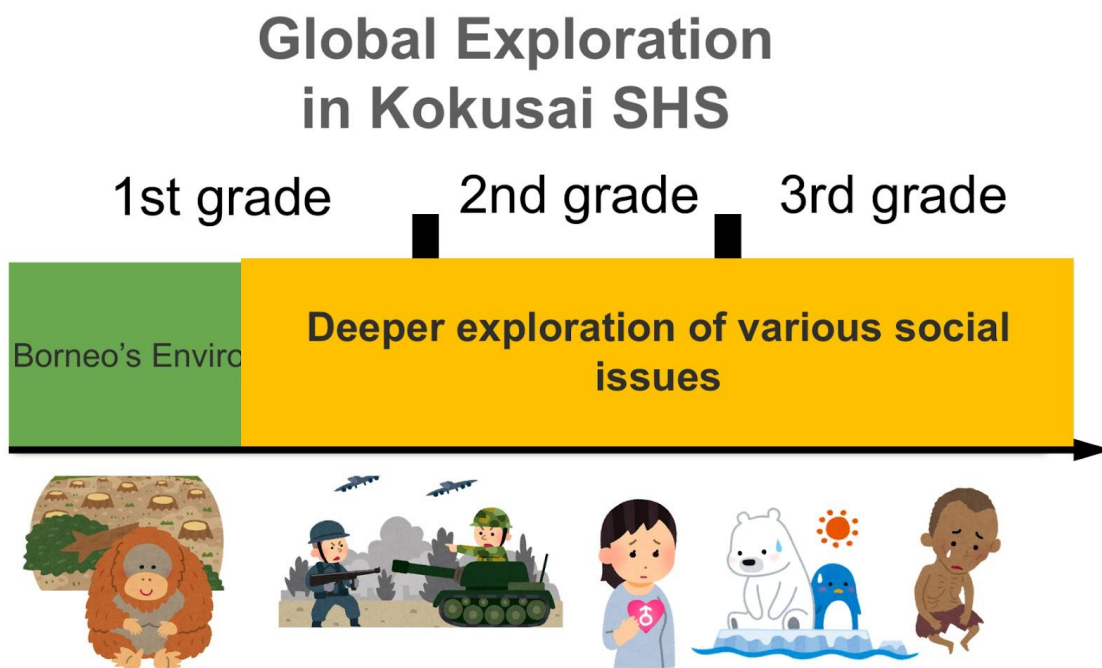 Global Exploration
in Kokusai SHS
1st grade
2nd grade
3rd grade
Borneo's Enviro
Deeper exploration of various social
issues